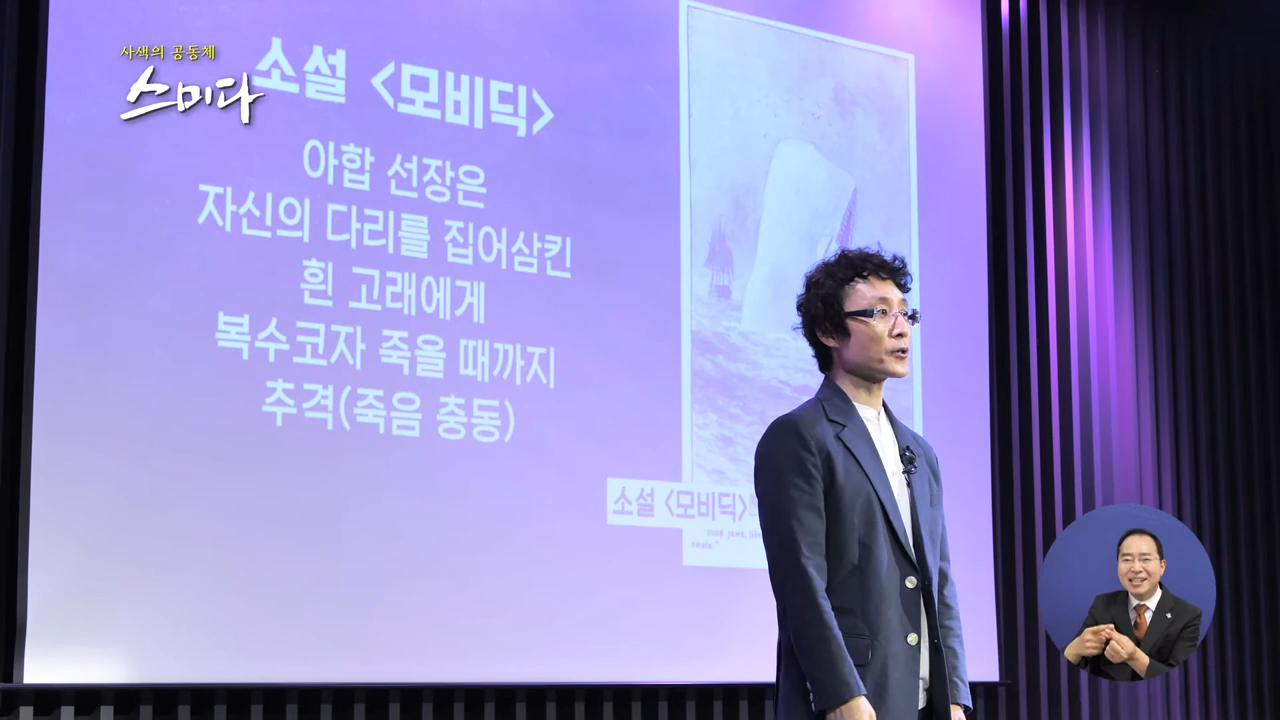 사색의 공동체
스미다
소설 <모비딕>
아합 선장은
자신의 다리를 집어삼킨
흰 고래에게
복수코자 죽을 때까지
추격(죽음 충동)
소설 <모비딕>